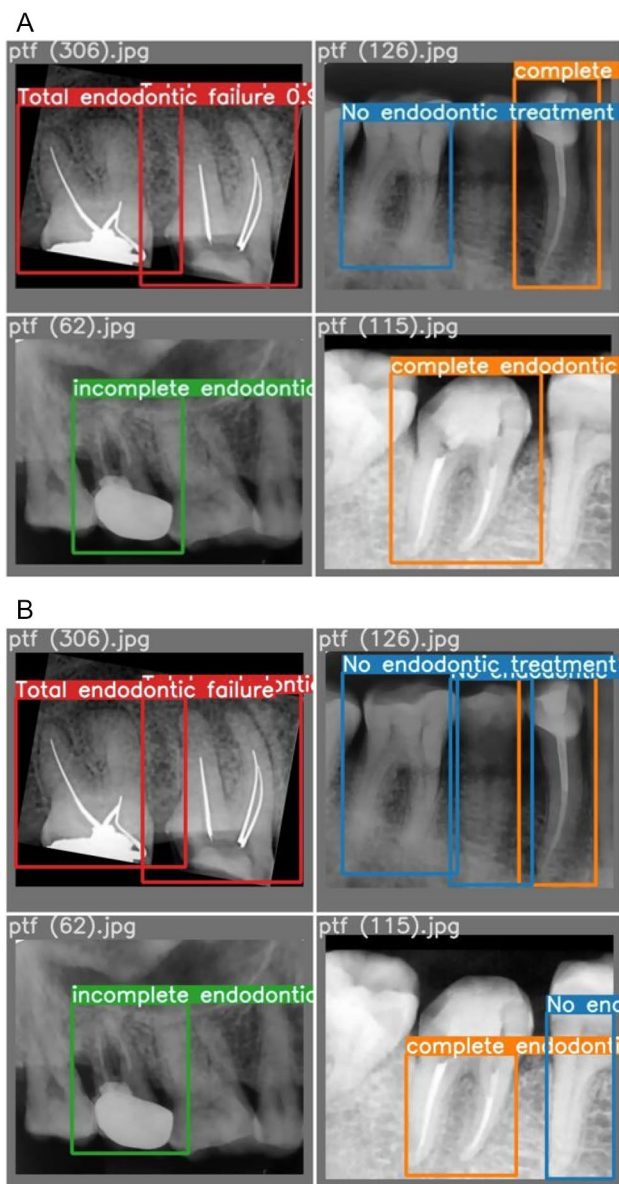 A
ptf (306).jpg
Total endodontic failure 0.9
ptf (126).jpg
complete
No endodontic treatment
ptf (62).jpg
incomplete endodontic
ptf (115).jpg
complete endodontic
B
ptf (306).jpg
Total endodontic failure
ptf (126).jpg
No endodontic treatment
No endodontic
ptf (62).jpg
incomplete endodontic
ptf (115).jpg
No end
complete endodonti